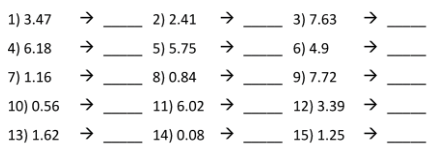 1) 3.47 → _____ 2) 2.41 → _____ 3) 7.63 → _____
4) 6.18 → _____ 5) 5.75 → _____ 6) 4.9 → _____
7) 1.16 → _____ 8) 0.84 → _____ 9) 7.72 → _____
10) 0.56 → _____ 11) 6.02 → _____ 12) 3.39 → _____
13) 1.62 → _____ 14) 0.08 → _____ 15) 1.25 → _____